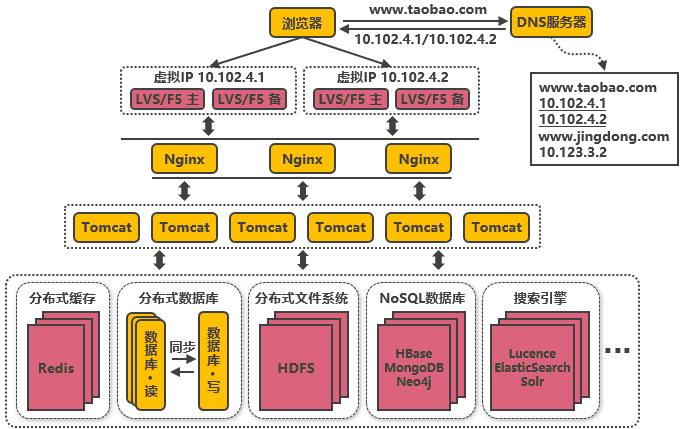 浏览器
www.taobao.com
DNS服务器
10.102.4.1/10.102.4.2
虚拟IP 10.102.4.1
虚拟IP 10.102.4.2
LVS/F5 主
LVS/F5 备
LVS/F5 主
LVS/F5 备
www.taobao.com
10.102.4.1
10.102.4.2
www.jingdong.com
10.123.3.2
Nginx
Nginx
Nginx
Tomcat
Tomcat
Tomcat
Tomcat
Tomcat
Tomcat
分布式缓存
Redis
分布式数据库
数据库·读
同步
数据库·写
分布式文件系统
HDFS
NoSQL数据库
HBase
MongoDB
Neo4j
搜索引擎
Lucence
ElasticSearch
Solr
...